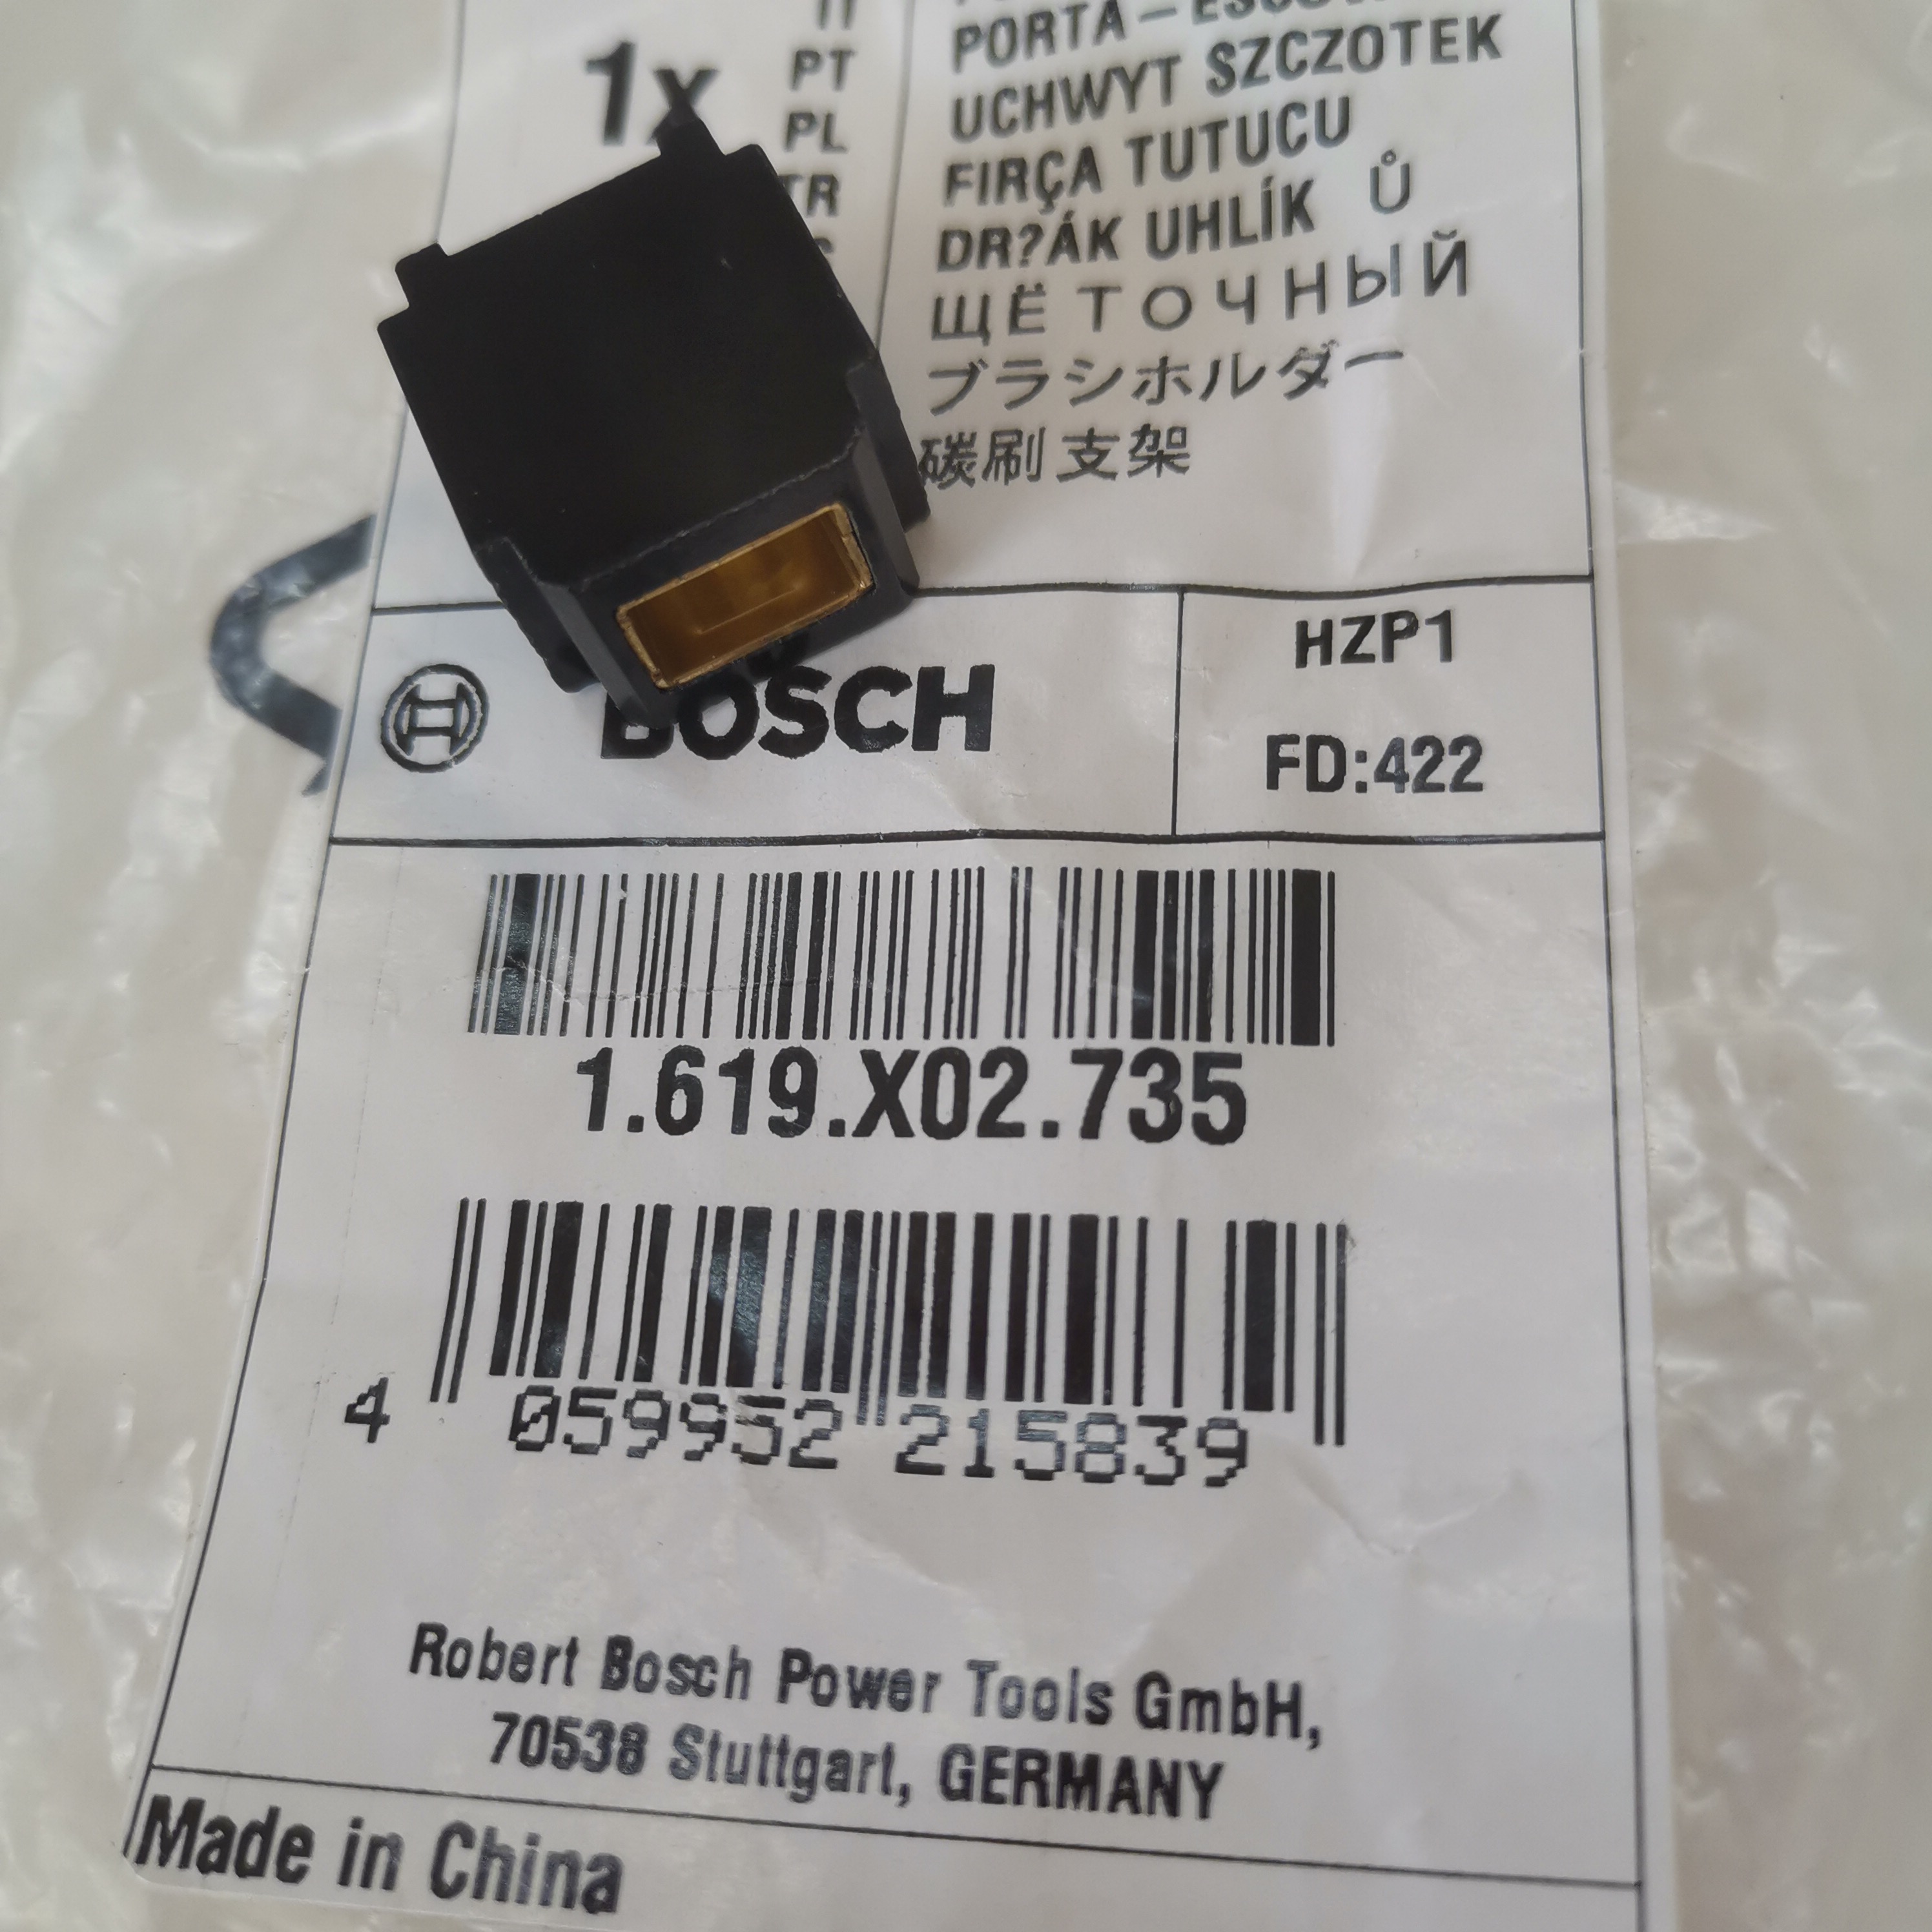 1x
PT PORTA-ESCO
PL UCHWYT SZCZOTEK
TR FIRÇA TUTUCU
DR?ÁK UHLÍK Ů
ЩЁТОЧНЫЙ
ブラシホルダー
碳刷支架
BOSCH
HZP1
FD:422
1.619.X02.735
4 059952 215839
Robert Bosch Power Tools GmbH,
70538 Stuttgart, GERMANY
Made in China